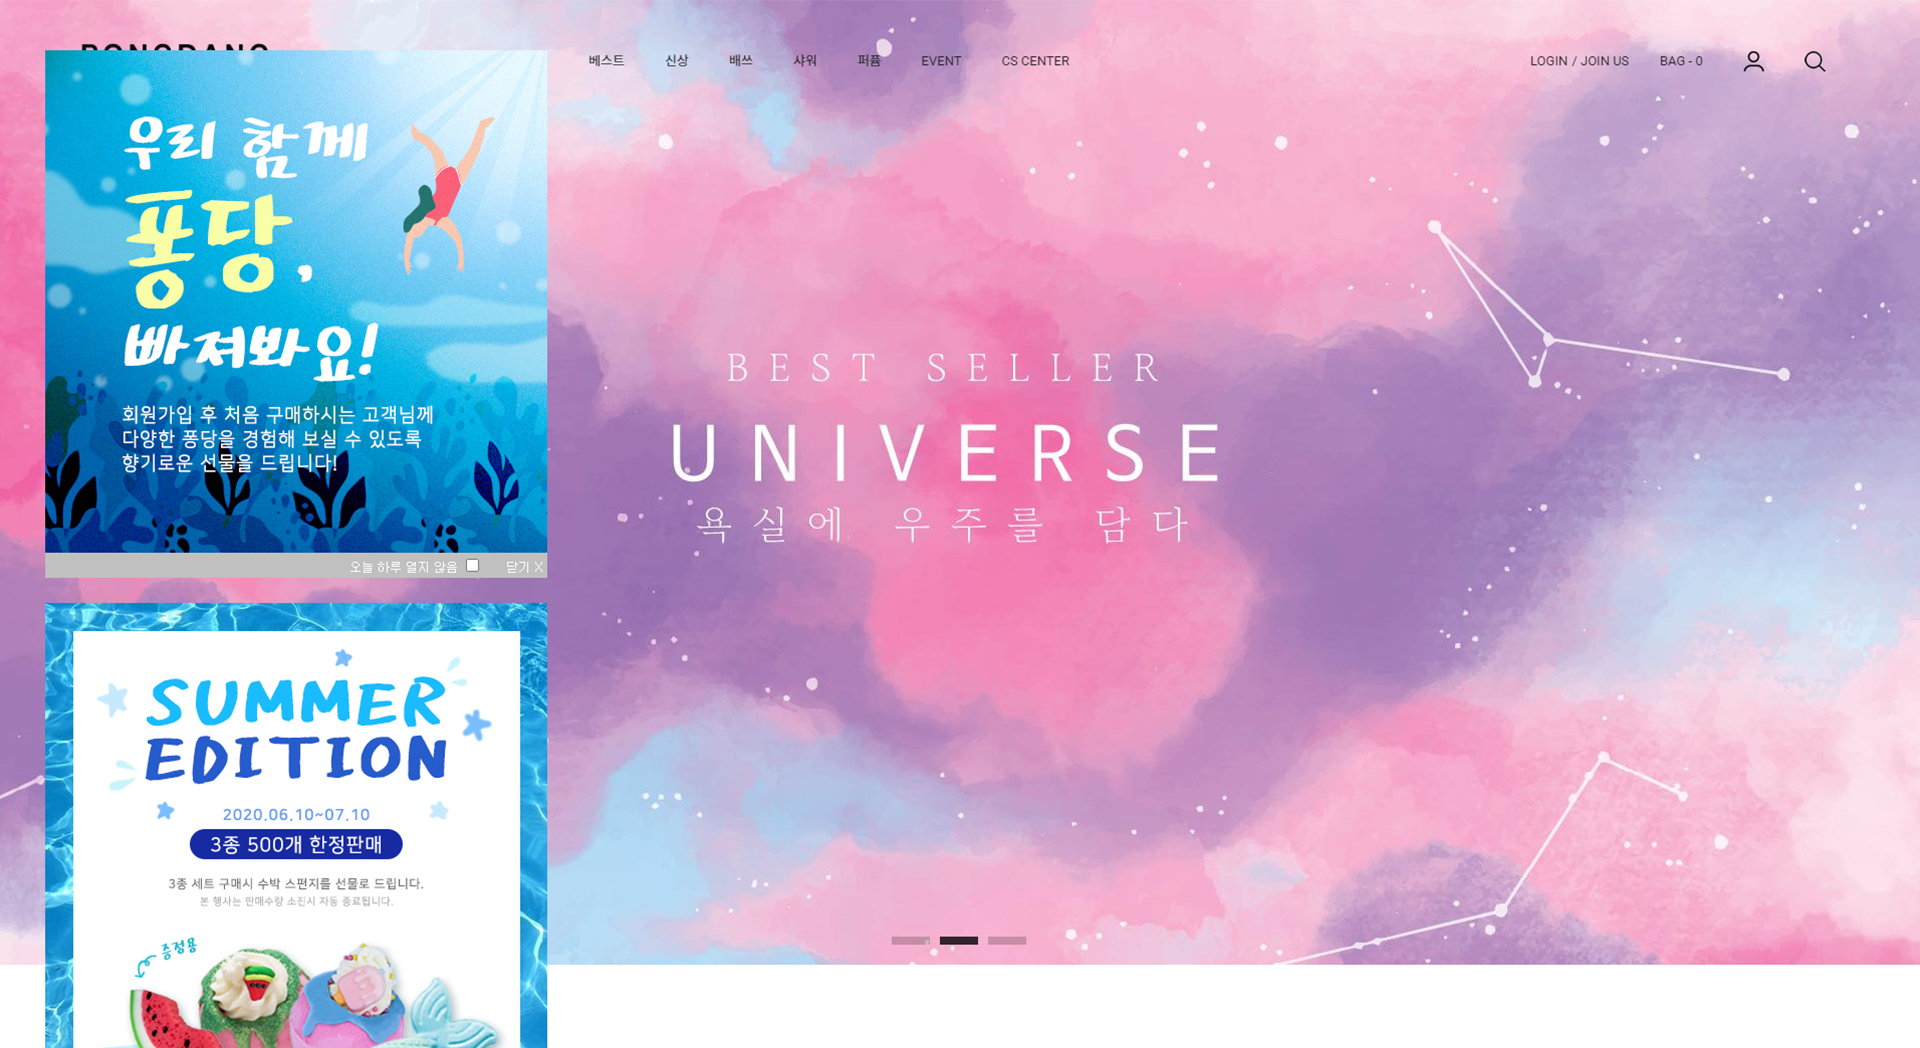 베스트 신상 배쓰 샤워 퍼퓸 EVENT CS CENTER LOGIN / JOIN US BAG - 0
우리 함께
퐁당,
빠져봐요!
회원가입 후 처음 구매하시는 고객님께
다양한 퐁당을 경험해 보실 수 있도록
향기로운 선물을 드립니다!
오늘 하루 열지 않음 닫기 X
BEST SELLER
UNIVERSE
욕실에 우주를 담다
SUMMER
EDITION
2020.06.10~07.10
3종 500개 한정판매
3종 세트 구매시 수박 스펀지를 선물로 드립니다.
본 행사는 판매수량 소진시 자동 종료됩니다.
증정용